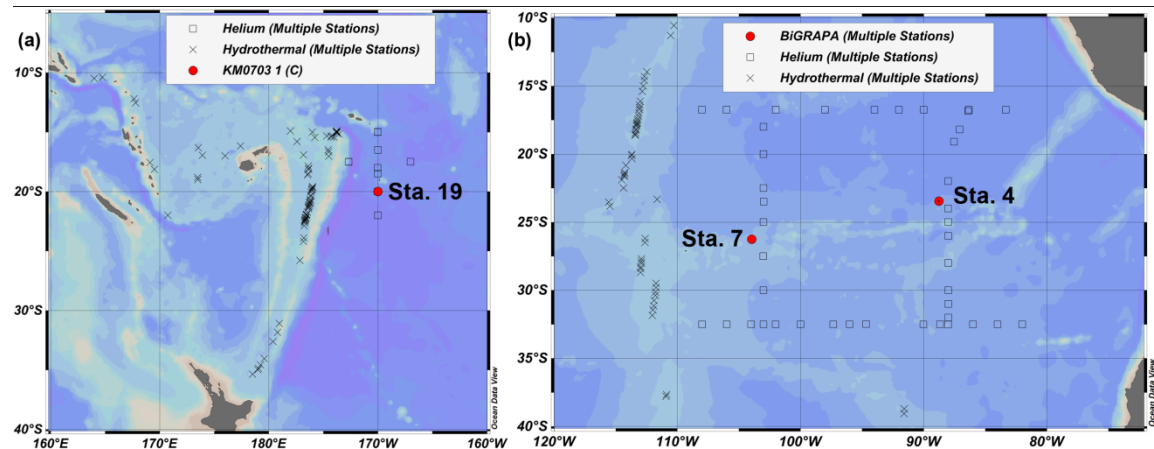 (a)
Helium (Multiple Stations)
Hydrothermal (Multiple Stations)
KM0703 1 (C)
10°S
20°S
30°S
40°S
160°E
170°E
180°E
170°W
160°W
Sta. 19
Ocean Data View
(b)
BiGRAPA (Multiple Stations)
Helium (Multiple Stations)
Hydrothermal (Multiple Stations)
10°S
15°S
20°S
25°S
30°S
35°S
40°S
120°W
110°W
100°W
90°W
80°W
Sta. 4
Sta. 7
Ocean Data View